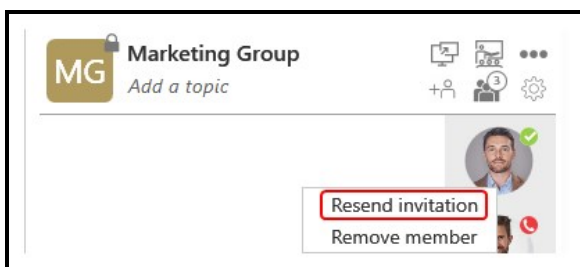 MG
Marketing Group
Add a topic
3
Resend invitation
Remove member